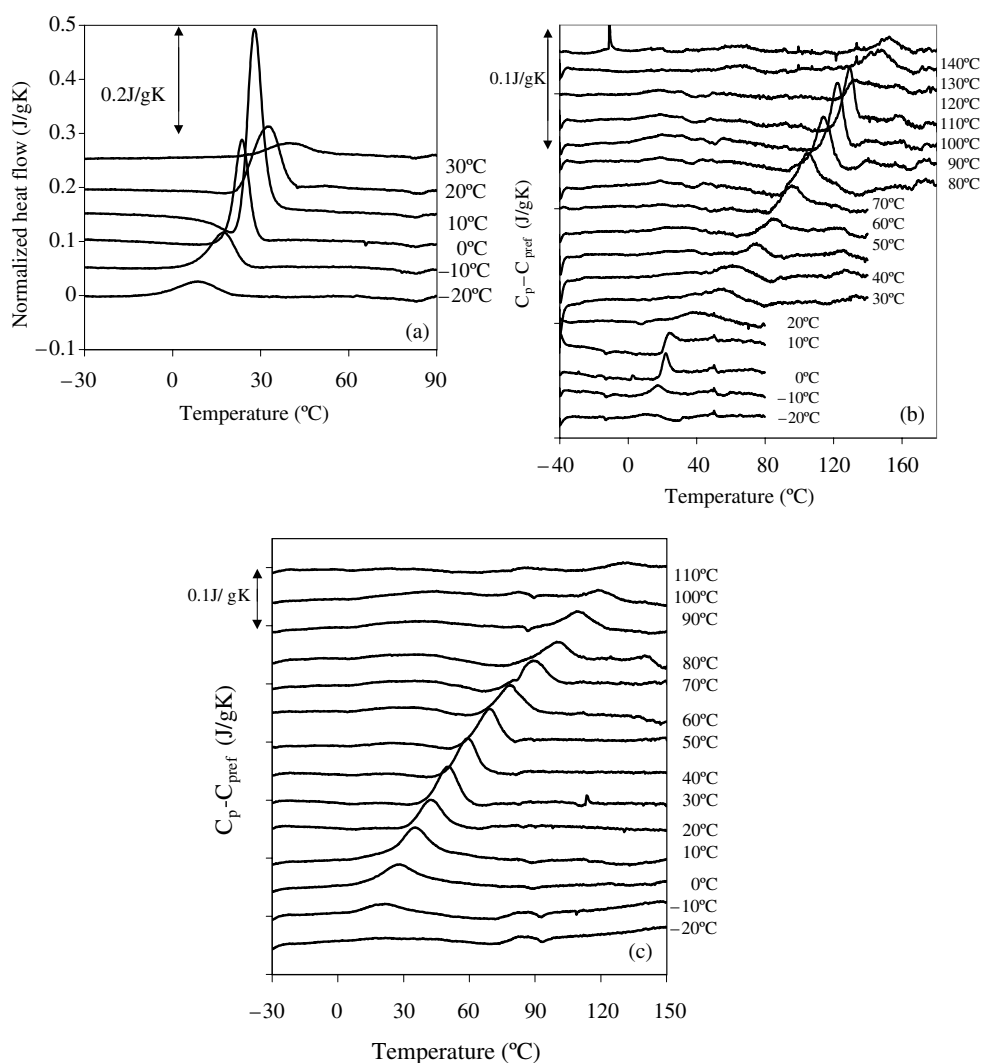 0.5
0.4
0.3
0.2
0.1
0
−0.1
Normalized heat flow (J/gK)
0.2J/gK
30ºC
20ºC
10ºC
0ºC
−10ºC
−20ºC
(a)
−30
0
30
60
90
Temperature (ºC)
0.1J/gK
Cp−Cpref (J/gK)
140ºC
130ºC
120ºC
110ºC
100ºC
90ºC
80ºC
70ºC
60ºC
50ºC
40ºC
30ºC
20ºC
10ºC
0ºC
−10ºC
−20ºC
(b)
−40
0
40
80
120
160
Temperature (ºC)
0.1J/ gK
Cp-Cpref (J/gK)
110ºC
100ºC
90ºC
80ºC
70ºC
60ºC
50ºC
40ºC
30ºC
20ºC
10ºC
0ºC
−10ºC
−20ºC
(c)
−30
0
30
60
90
120
150
Temperature (ºC)